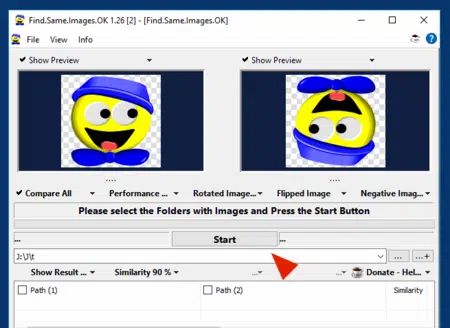 Find.Same.Images.OK 1.26 [2] - [Find.Same.Images.OK]
File View Info
Show Preview Show Preview
.... ....
Compare All Performance ... Rotated Image... Flipped Image Negative Imag...
Please select the Folders with Images and Press the Start Button
... Start ...
J:\J\t ... ...+
Show Result ... Similarity 90 % ... ... Donate - Hel...
Path (1) Path (2) Similarity